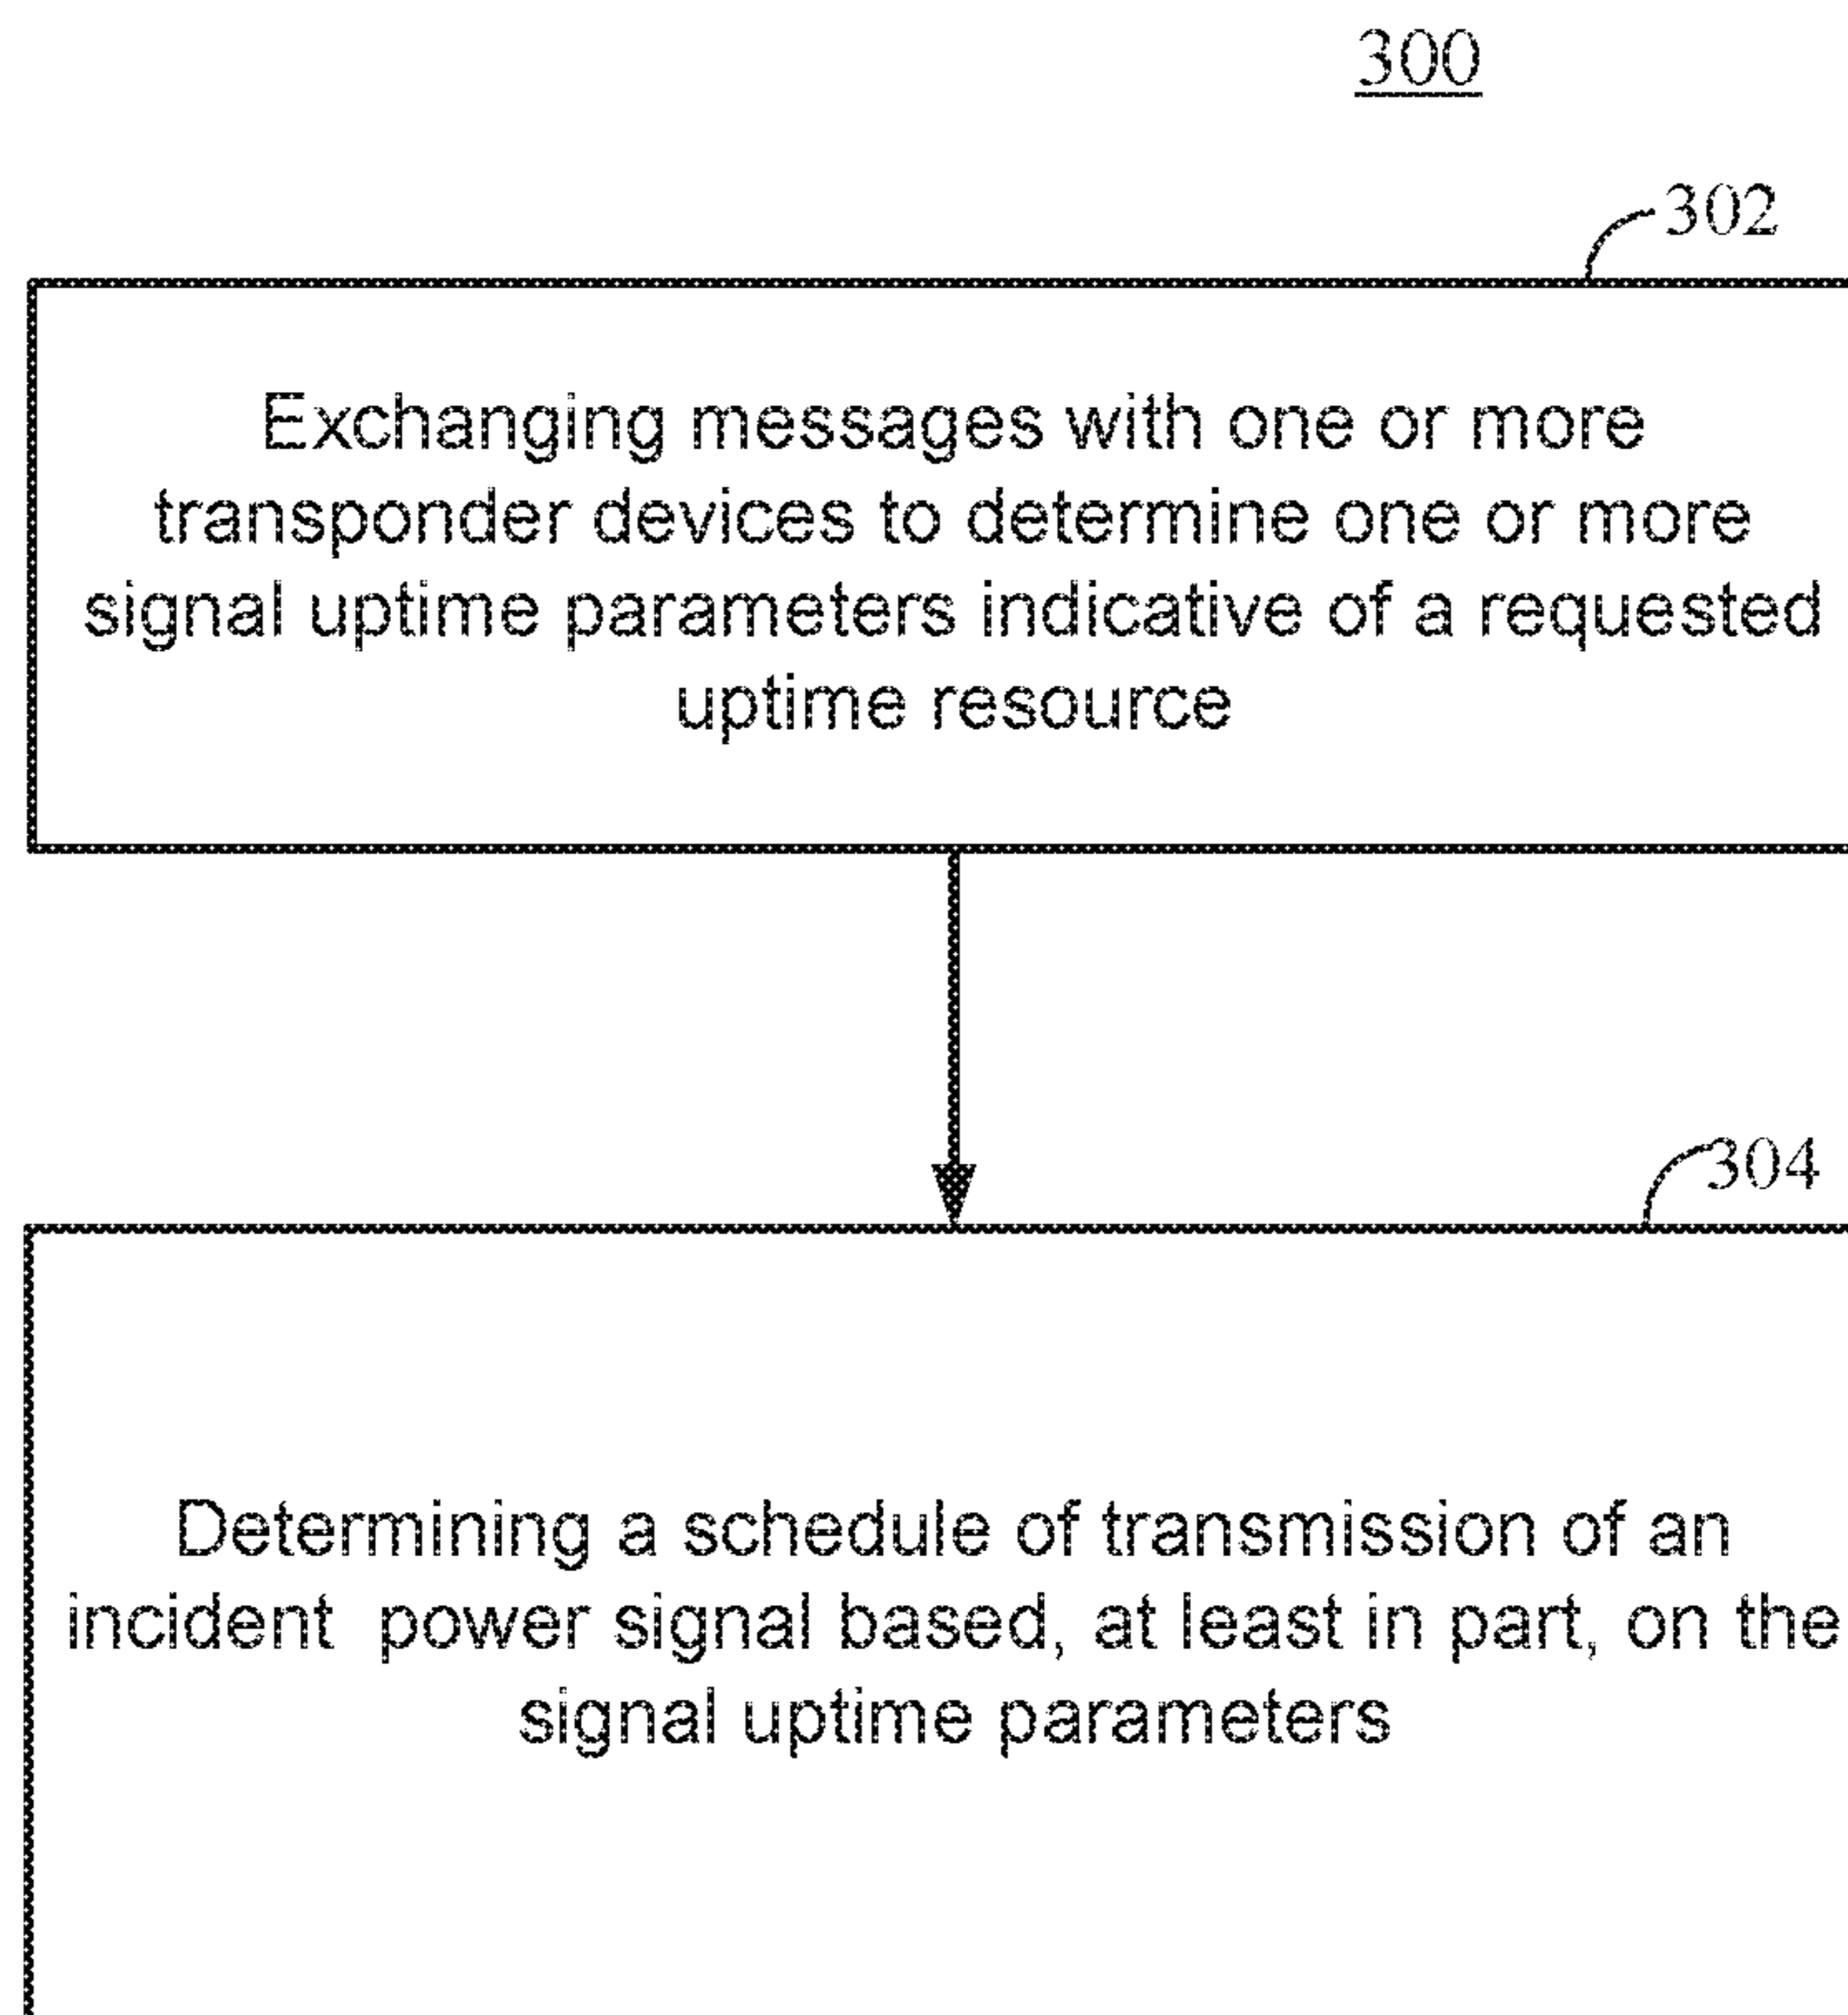 300
302
Exchanging messages with one or more
transponder devices to determine one or more
signal uptime parameters indicative of a requested
uptime resource
304
Determining a schedule of transmission of an
incident power signal based, at least in part, on the
signal uptime parameters